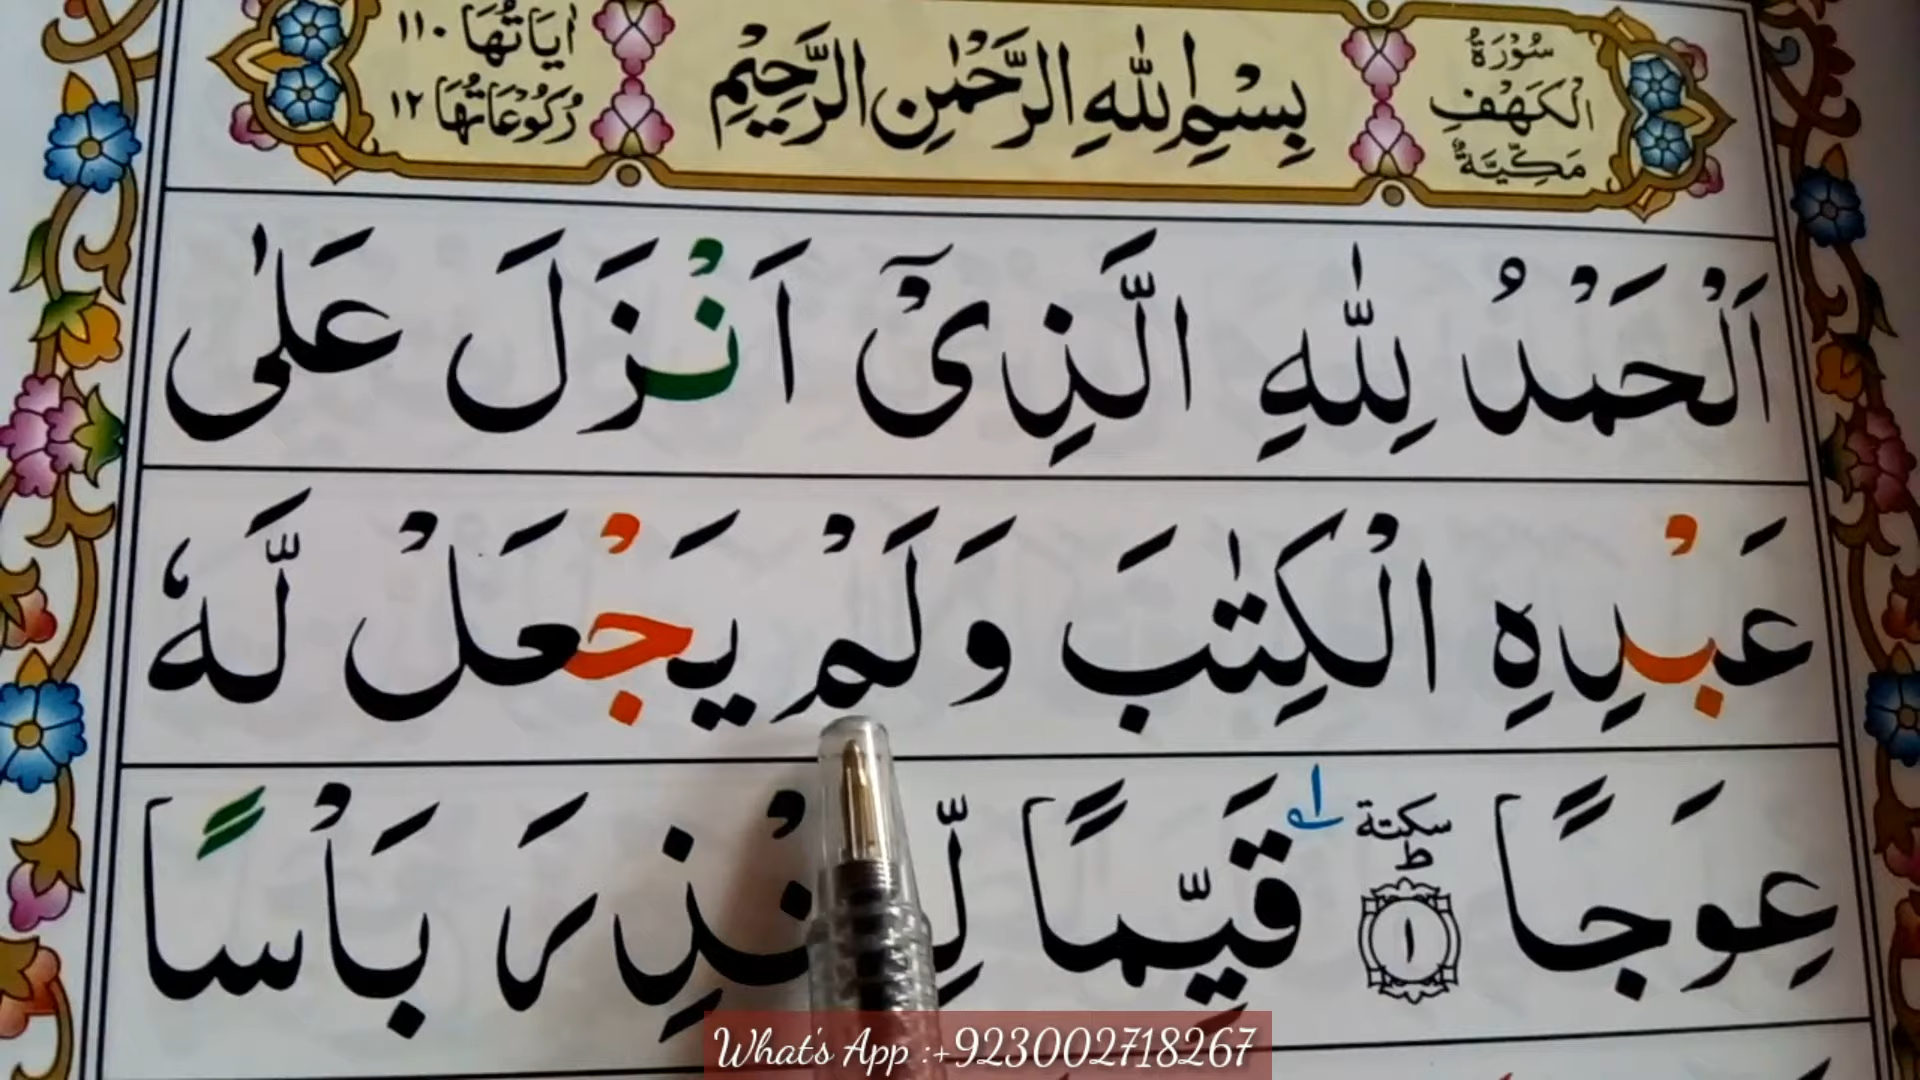 سُوْرَةُ
الْكَهْفِ
مَكِّيَّةٌ
بِسْمِ اللّٰهِ الرَّحْمٰنِ الرَّحِيْمِ
اٰيَاتُهَا ١١٠
رُكُوْعَاتُهَا ١٢
اَلْحَمْدُ لِلّٰهِ الَّذِیْۤ اَنْزَلَ عَلٰی
عَبْدِهِ الْكِتٰبَ وَلَمْ يَجْعَلْ لَّهٗ
عِوَجًا ١ ط سكتة قَيِّمًا لِّ نْذِرَ بَاْسًا
What's App :+923002718267